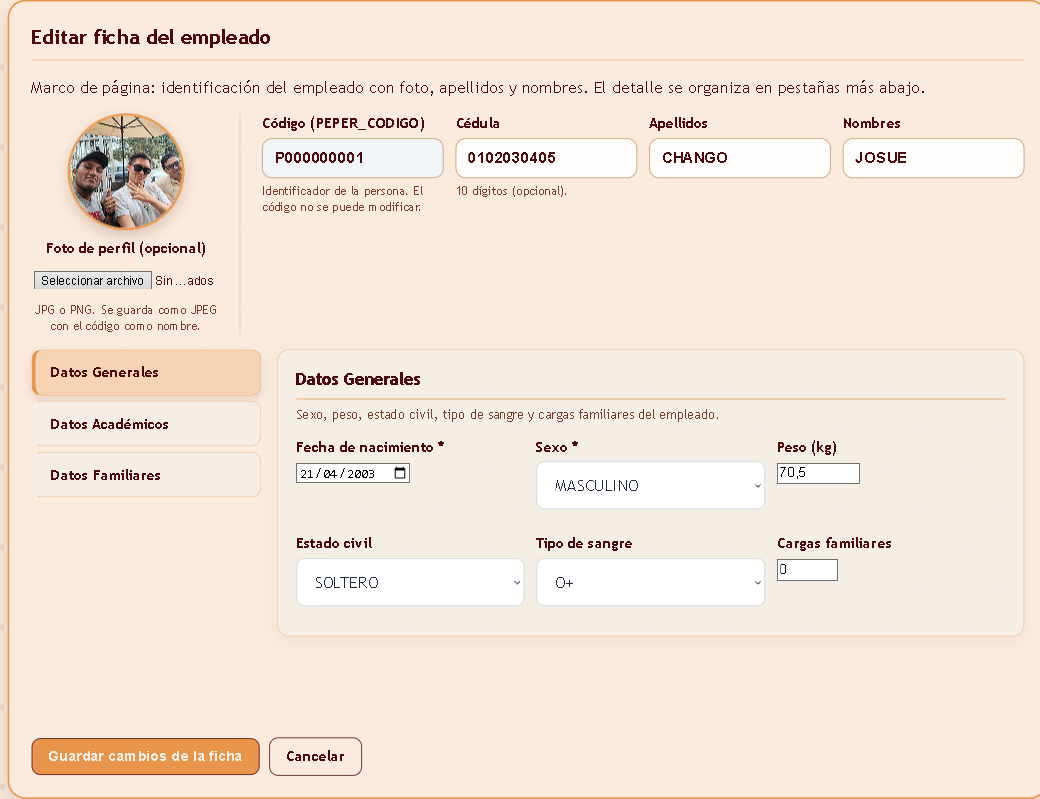 Editar ficha del empleado
Marco de página: identificación del empleado con foto, apellidos y nombres. El detalle se organiza en pestañas más abajo.
Código (PEPER_CODIGO)
P000000001
Identificador de la persona. El
código no se puede modificar.
Cédula
0102030405
10 dígitos (opcional).
Apellidos
CHANGO
Nombres
JOSUE
Foto de perfil (opcional)
Seleccionar archivo Sin...ados
JPG o PNG. Se guarda como JPEG
con el código como nombre.
Datos Generales
Datos Académicos
Datos Familiares
Datos Generales
Sexo, peso, estado civil, tipo de sangre y cargas familiares del empleado.
Fecha de nacimiento *
21/04/2003
Sexo *
MASCULINO
Peso (kg)
70,5
Estado civil
SOLTERO
Tipo de sangre
O+
Cargas familiares
0
Guardar cambios de la ficha
Cancelar